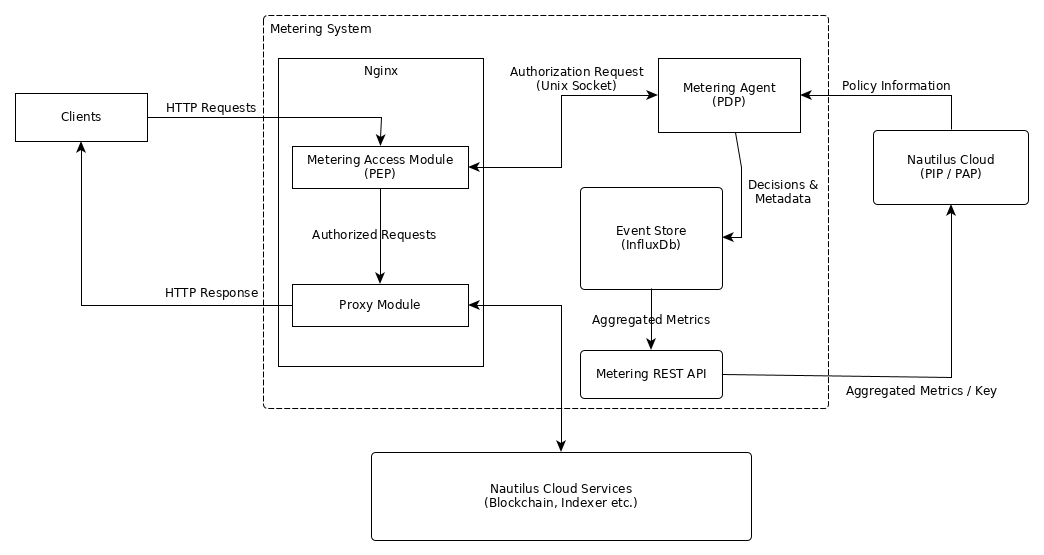 Metering System
Nginx
Authorization Request
(Unix Socket)
Metering Agent
(PDP)
Policy Information
HTTP Requests
Clients
Metering Access Module
(PEP)
Nautilus Cloud
(PIP / PAP)
Decisions &
Metadata
Authorized Requests
Event Store
(InfluxDb)
HTTP Response
Proxy Module
Aggregated Metrics
Metering REST API
Aggregated Metrics / Key
Nautilus Cloud Services
(Blockchain, Indexer etc.)